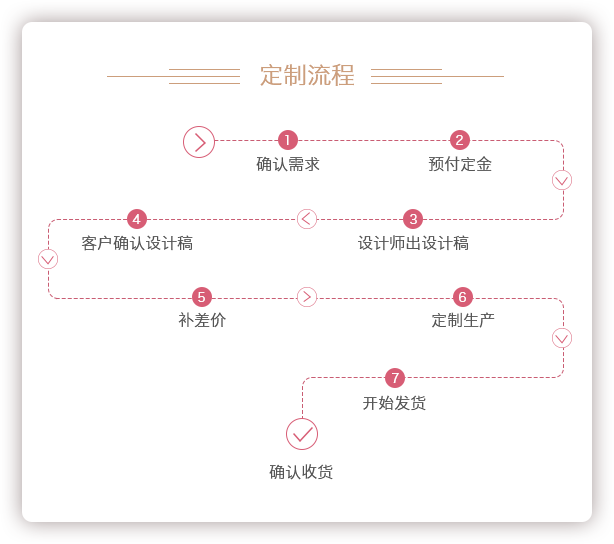 定制流程
1
确认需求
2
预付定金
3
设计师出设计稿
4
客户确认设计稿
5
补差价
6
定制生产
7
开始发货
确认收货